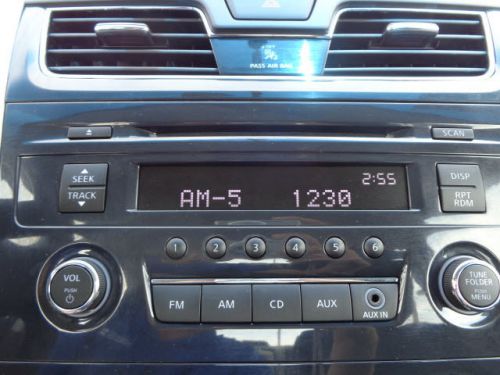 PASS AIR BAG
SCAN
SEEK
TRACK
2:55
AM-5 1230
DISP
RPT
RDM
1 2 3 4 5 6
VOL
PUSH
FM AM CD AUX
AUX IN
TUNE
FOLDER
PUSH
MENU